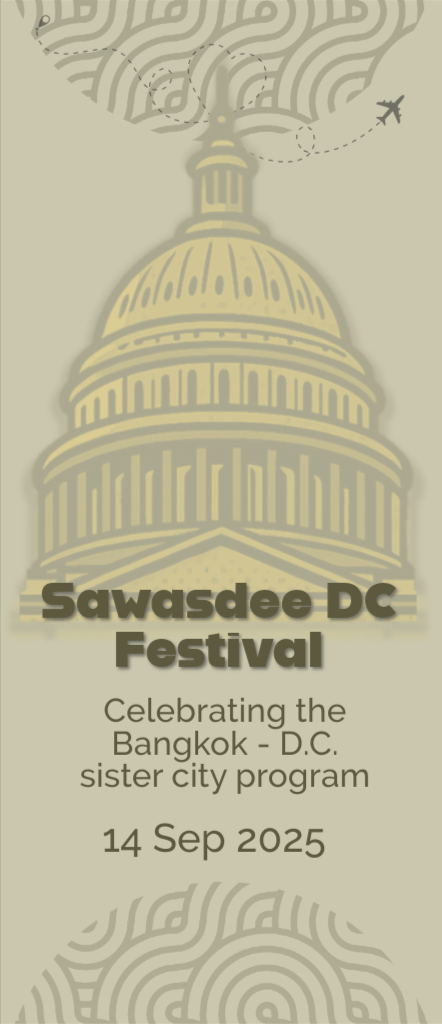 Sawasdee DC
Festival
Celebrating the
Bangkok - D.C.
sister city program
14 Sep 2025